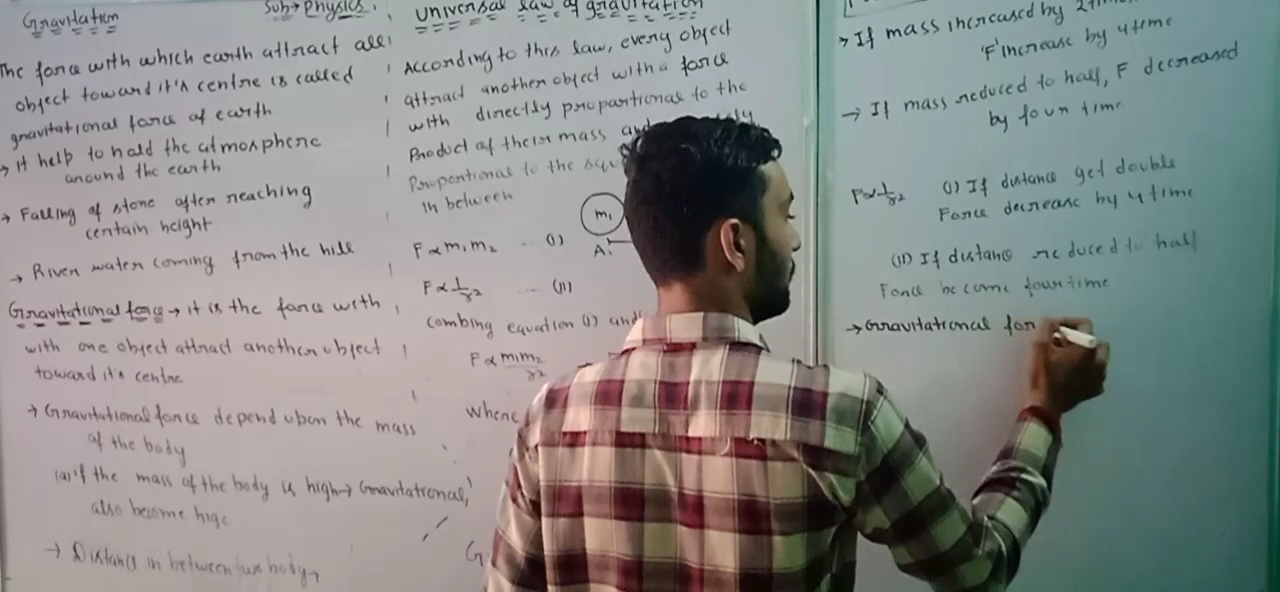 Gravitation
Sub → Physics.
The force with which earth attract all
object toward it's centre is called
gravitational force of earth
→ it help to hold the atmosphere
around the earth
→ Falling of stone after reaching
certain height
→ River water coming from the hill
Gravitational force → it is the force with
with one object attract another object
toward it's centre
→ Gravitational force depend upon the mass
of the body
if the mass of the body is high → Gravitational,
also become
→ Distance in between two body
universal law of gravitation
According to this law, every object
attract another object with a force
with directly proportional to the
Product of their mass
Proportional to the
in between
m1
A
F ∝ m1 m2 -- (i)
F ∝ 1/r2 -- (ii)
combing equation (i) and
F ∝ m1m2/r2
where
G
→ If mass increased by 2time
'F' increase by 4time
→ If mass reduced to half, F decreased
by four time
F ∝ 1/r2 (i) If distance get double
Force decrease by 4 time
(ii) If distance reduced to half
Force become four time
→ Gravitational for